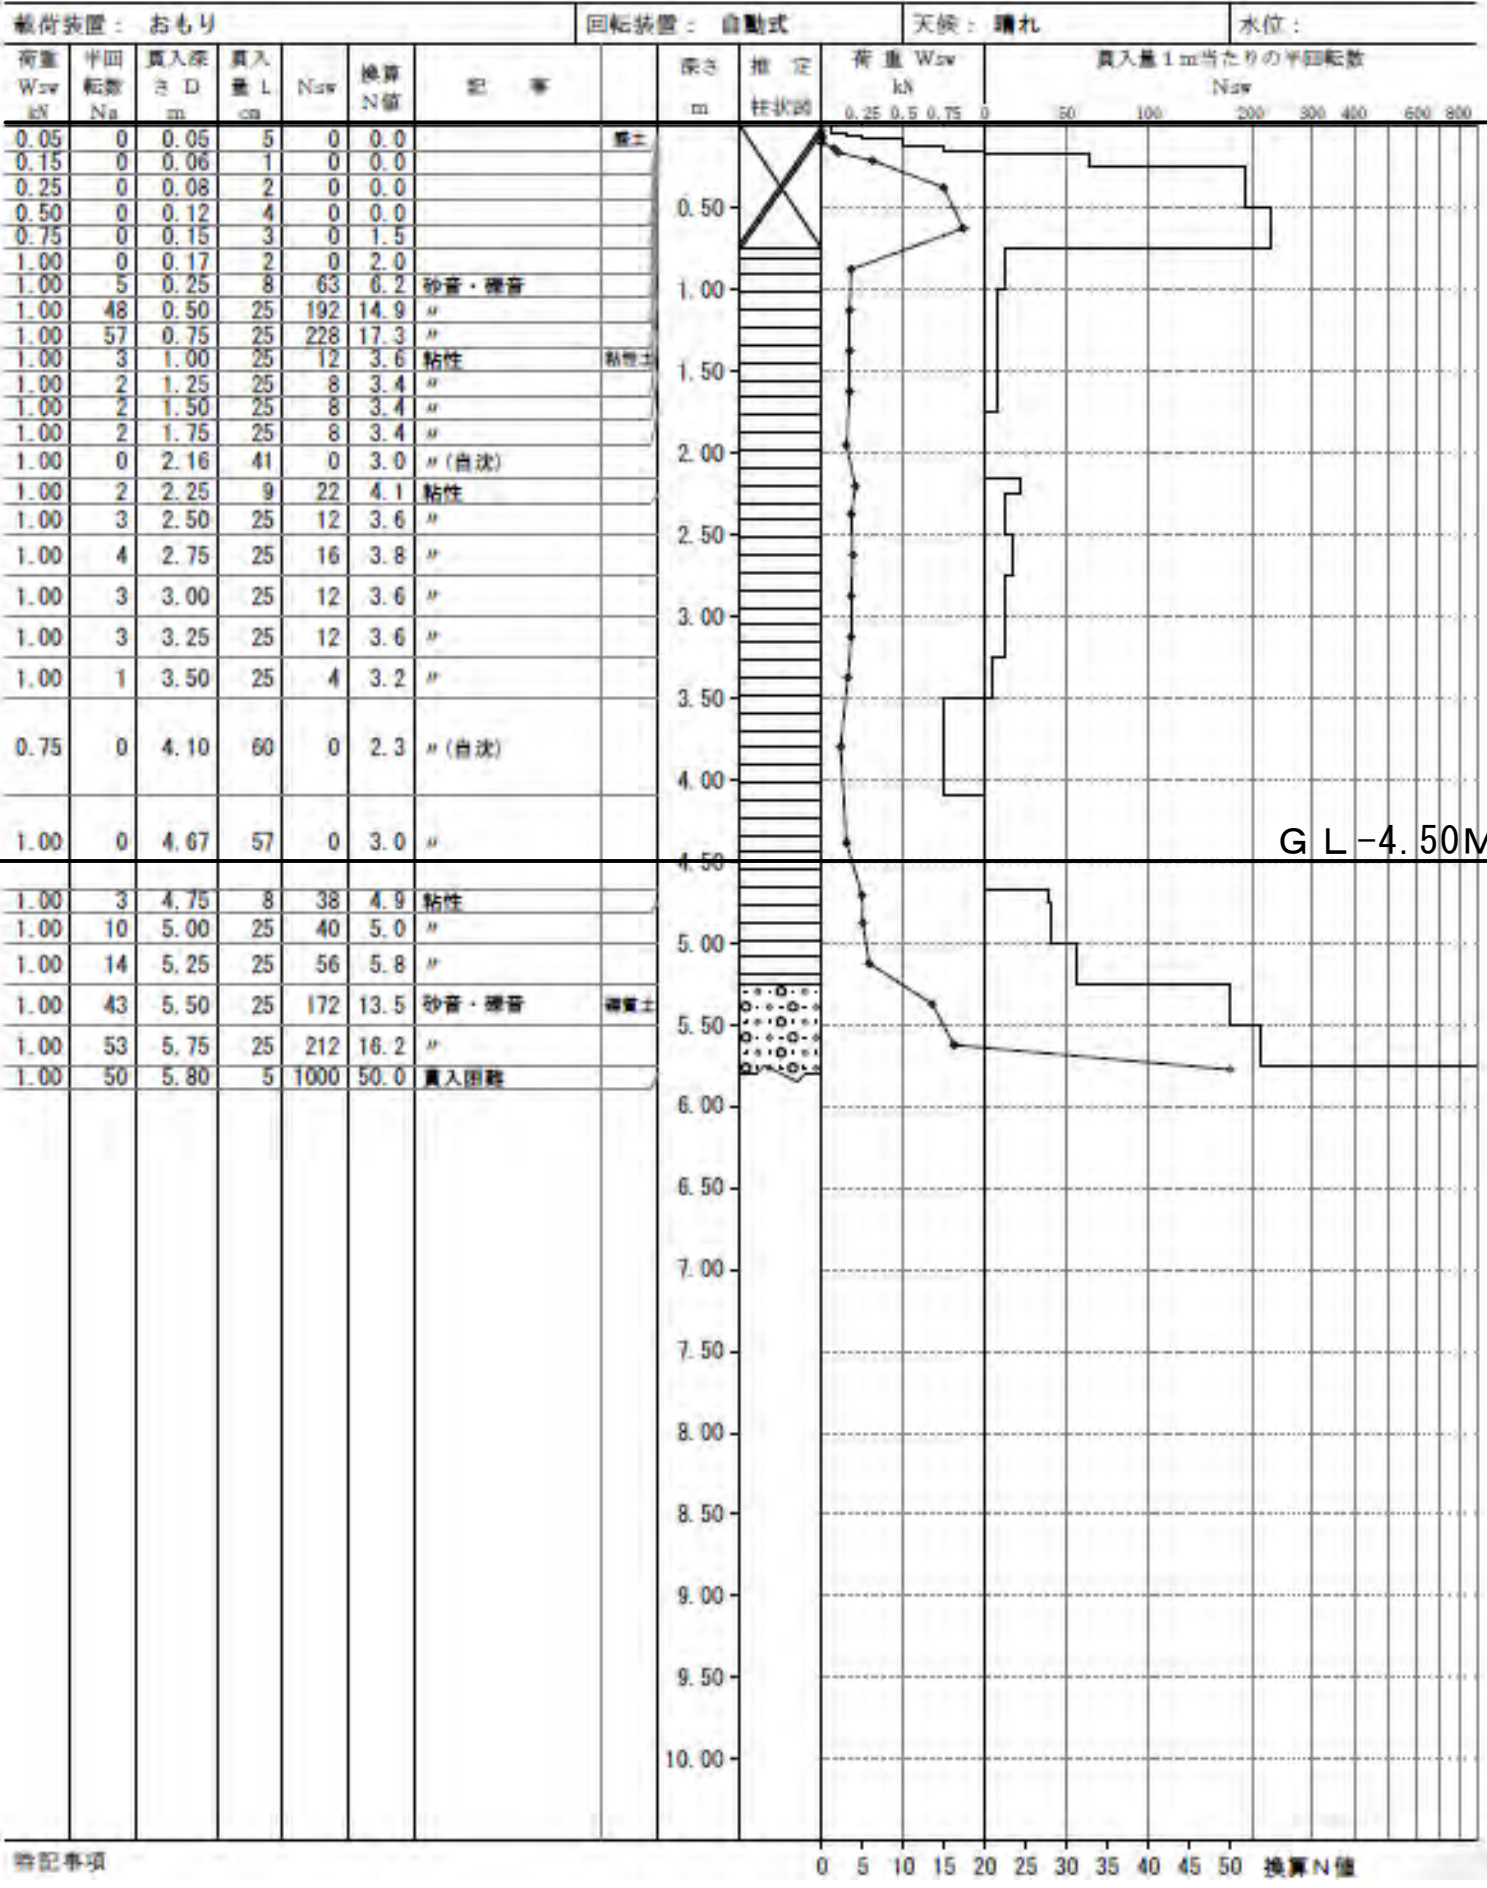 載荷装置： おもり 回転装置： 自動式 天候： 晴れ 水位：
荷重 Wsw kN 半回転数 Na 貫入深さ D m 貫入量 L cm Nsw 換算N値 記 事 深さ m 推 定 柱状図 荷 重 Wsw kN 貫入量1m当たりの半回転数 Nsw
0.25 0.5 0.75 0 50 100 200 300 400 600 800
0.05 0 0.05 5 0 0.0 盛土
0.15 0 0.06 1 0 0.0
0.25 0 0.08 2 0 0.0
0.50 0 0.12 4 0 0.0
0.75 0 0.15 3 0 1.5
1.00 0 0.17 2 0 2.0
1.00 5 0.25 8 63 6.2 砂音・礫音
1.00 48 0.50 25 192 14.9 〃
1.00 57 0.75 25 228 17.3 〃
1.00 3 1.00 25 12 3.6 粘性 粘性土
1.00 2 1.25 25 8 3.4 〃
1.00 2 1.50 25 8 3.4 〃
1.00 2 1.75 25 8 3.4 〃
1.00 0 2.16 41 0 3.0 〃(自沈)
1.00 2 2.25 9 22 4.1 粘性
1.00 3 2.50 25 12 3.6 〃
1.00 4 2.75 25 16 3.8 〃
1.00 3 3.00 25 12 3.6 〃
1.00 3 3.25 25 12 3.6 〃
1.00 1 3.50 25 4 3.2 〃
0.75 0 4.10 60 0 2.3 〃(自沈)
1.00 0 4.67 57 0 3.0 〃
1.00 3 4.75 8 38 4.9 粘性
1.00 10 5.00 25 40 5.0 〃
1.00 14 5.25 25 56 5.8 〃
1.00 43 5.50 25 172 13.5 砂音・礫音 礫質土
1.00 53 5.75 25 212 16.2 〃
1.00 50 5.80 5 1000 50.0 貫入困難
0.50
1.00
1.50
2.00
2.50
3.00
3.50
4.00
GL-4.50M
4.50
5.00
5.50
6.00
6.50
7.00
7.50
8.00
8.50
9.00
9.50
10.00
特記事項 0 5 10 15 20 25 30 35 40 45 50 換算N値